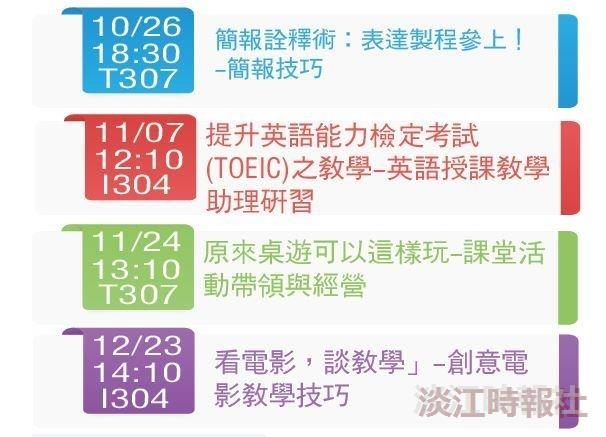 10/26
18:30
T307
簡報詮釋術：表達製程參上！
-簡報技巧
11/07
12:10
I304
提升英語能力檢定考試
(TOEIC)之教學-英語授課教學
助理研習
11/24
13:10
T307
原來桌遊可以這樣玩-課堂活
動帶領與經營
12/23
14:10
I304
看電影，談教學」-創意電
影教學技巧
淡江時報社